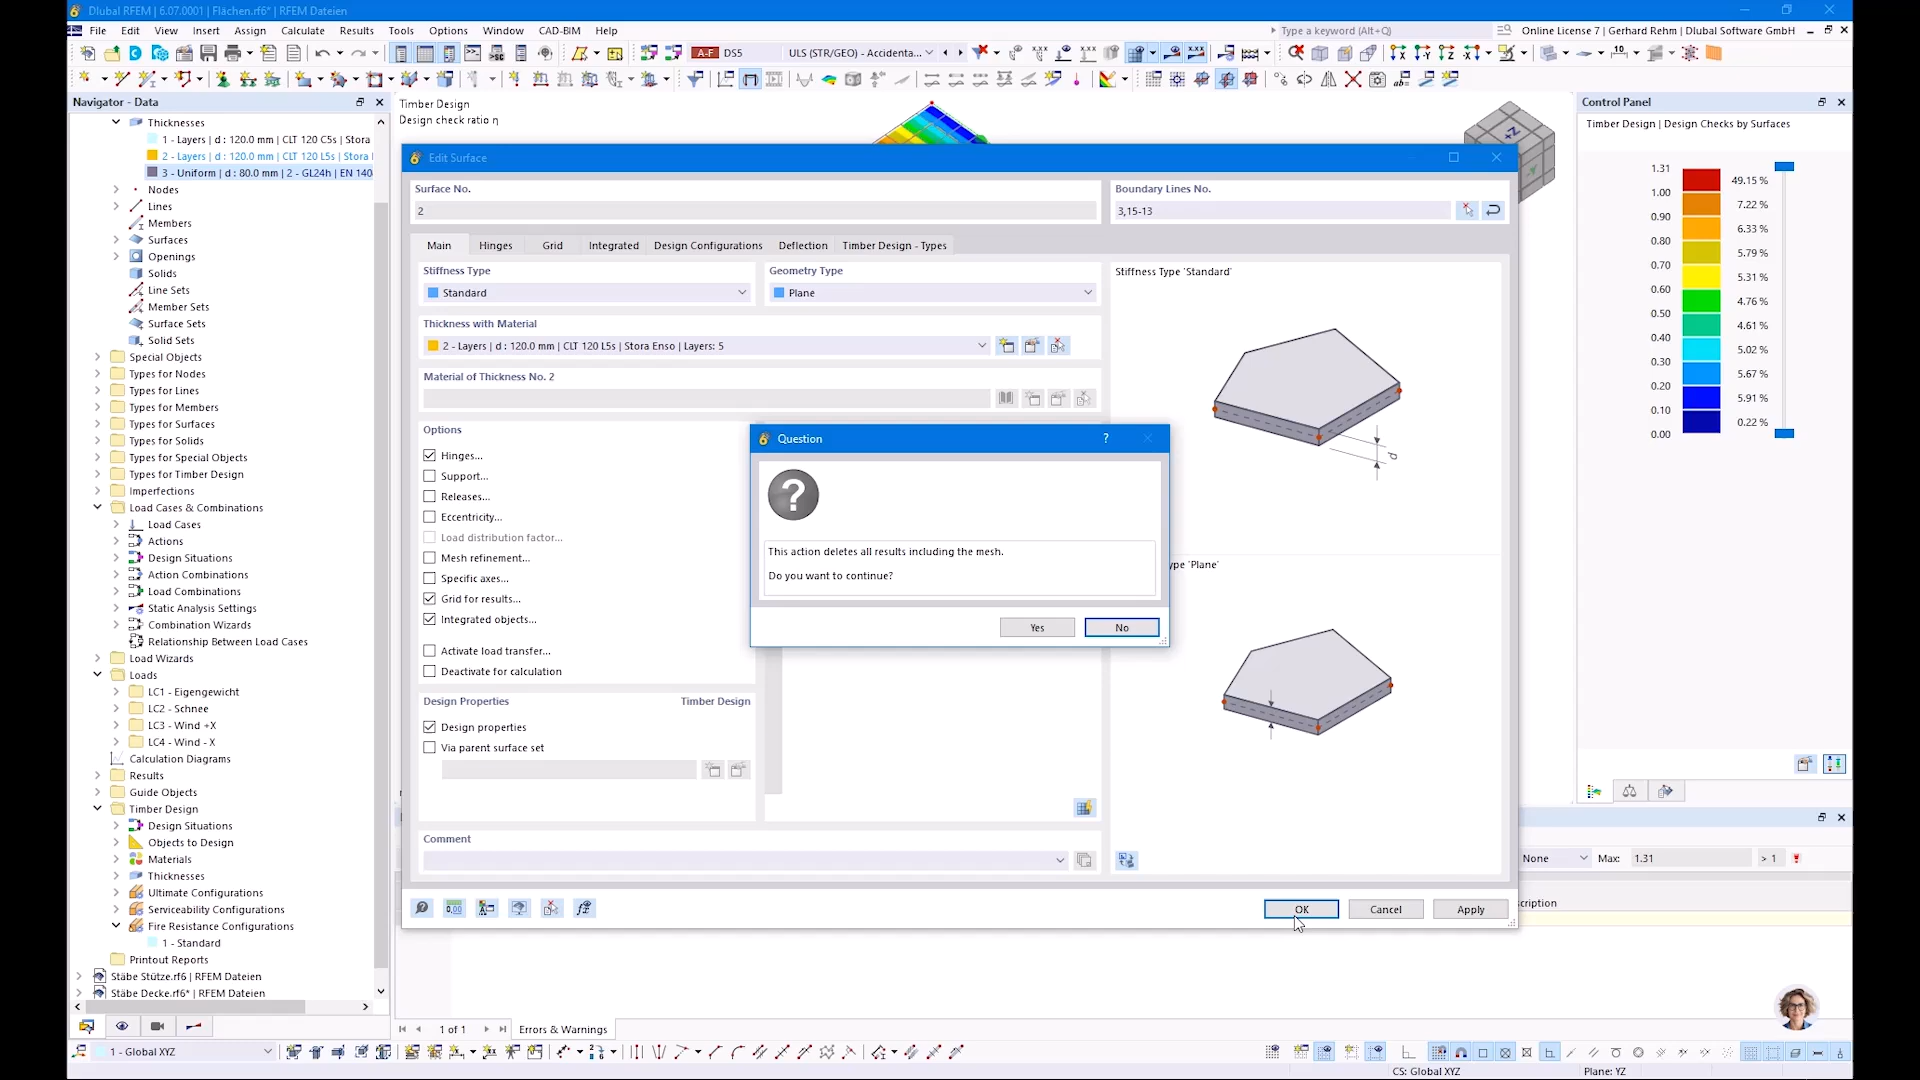 Dlubal RFEM | 6.07.0001 | Flächen.rf6* | RFEM Dateien
File Edit View Insert Assign Calculate Results Tools Options Window CAD-BIM Help
Type a keyword (Alt+Q)
Online License 7 | Gerhard Rehm | Dlubal Software GmbH
A-F DS5 ULS (STR/GEO) - Accidenta...
Navigator - Data
Thicknesses
1 - Layers | d : 120.0 mm | CLT 120 C5s | Stora
2 - Layers | d : 120.0 mm | CLT 120 L5s | Stora
3 - Uniform | d : 80.0 mm | 2 - GL24h | EN 140
Nodes
Lines
Members
Surfaces
Openings
Solids
Line Sets
Member Sets
Surface Sets
Solid Sets
Special Objects
Types for Nodes
Types for Lines
Types for Members
Types for Surfaces
Types for Solids
Types for Special Objects
Types for Timber Design
Imperfections
Load Cases & Combinations
Load Cases
Actions
Design Situations
Action Combinations
Load Combinations
Static Analysis Settings
Combination Wizards
Relationship Between Load Cases
Load Wizards
Loads
LC1 - Eigengewicht
LC2 - Schnee
LC3 - Wind +X
LC4 - Wind - X
Calculation Diagrams
Results
Guide Objects
Timber Design
Design Situations
Objects to Design
Materials
Thicknesses
Ultimate Configurations
Serviceability Configurations
Fire Resistance Configurations
1 - Standard
Printout Reports
Stäbe Stütze.rf6 | RFEM Dateien
Stäbe Decke.rf6* | RFEM Dateien
1 - Global XYZ
Timber Design
Design check ratio η
Edit Surface
Surface No.
2
Boundary Lines No.
3,15-13
Main Hinges Grid Integrated Design Configurations Deflection Timber Design - Types
Stiffness Type
Standard
Geometry Type
Plane
Thickness with Material
2 - Layers | d : 120.0 mm | CLT 120 L5s | Stora Enso | Layers: 5
Material of Thickness No. 2
Options
Hinges...
Support...
Releases...
Eccentricity...
Load distribution factor...
Mesh refinement...
Specific axes...
Grid for results...
Integrated objects...
Activate load transfer...
Deactivate for calculation
Design Properties Timber Design
Design properties
Via parent surface set
Comment
Stiffness Type 'Standard'
d
ype 'Plane'
OK Cancel Apply
Question
?
This action deletes all results including the mesh.
Do you want to continue?
Yes No
Control Panel
Timber Design | Design Checks by Surfaces
1.31
1.00
0.90
0.80
0.70
0.60
0.50
0.40
0.30
0.20
0.10
0.00
49.15 %
7.22 %
6.33 %
5.79 %
5.31 %
4.76 %
4.61 %
5.02 %
5.67 %
5.91 %
0.22 %
None Max: 1.31 > 1
cription
1 of 1 Errors & Warnings
CS: Global XYZ Plane: YZ